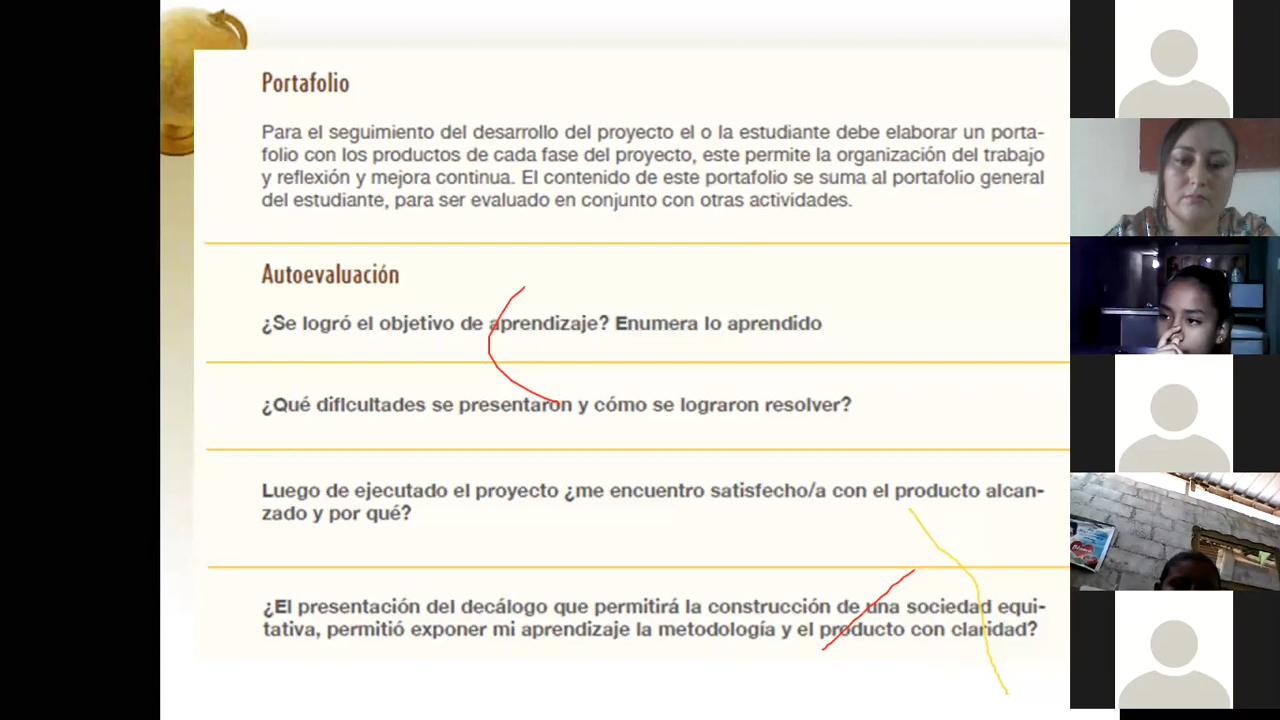 Portafolio
Para el seguimiento del desarrollo del proyecto el o la estudiante debe elaborar un porta-
folio con los productos de cada fase del proyecto, este permite la organización del trabajo
y reflexión y mejora continua. El contenido de este portafolio se suma al portafolio general
del estudiante, para ser evaluado en conjunto con otras actividades.
Autoevaluación
¿Se logró el objetivo de aprendizaje? Enumera lo aprendido
¿Qué dificultades se presentaron y cómo se lograron resolver?
Luego de ejecutado el proyecto ¿me encuentro satisfecho/a con el producto alcan-
zado y por qué?
¿El presentación del decálogo que permitirá la construcción de una sociedad equi-
tativa, permitió exponer mi aprendizaje la metodología y el producto con claridad?